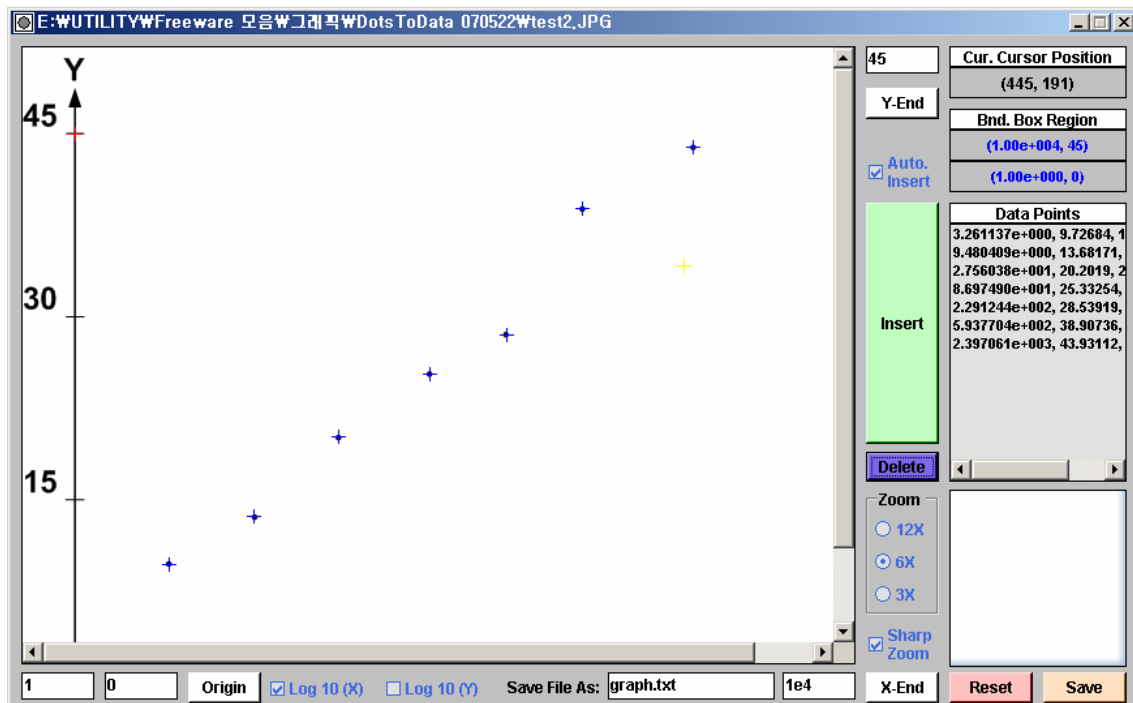 E:₩UTILITY₩Freeware 모음₩그래픽₩DotsToData 070522₩test2.JPG
Y
45
30
15
45
Y-End
Auto.
Insert
Insert
Delete
Zoom
12X
6X
3X
Sharp
Zoom
Cur. Cursor Position
(445, 191)
Bnd. Box Region
(1.00e+004, 45)
(1.00e+000, 0)
Data Points
3.261137e+000, 9.72684, 1
9.480409e+000, 13.68171,
2.756038e+001, 20.2019, 2
8.697490e+001, 25.33254,
2.291244e+002, 28.53919,
5.937704e+002, 38.90736,
2.397061e+003, 43.93112,
1
0
Origin
Log 10 (X)
Log 10 (Y)
Save File As:
graph.txt
1e4
X-End
Reset
Save